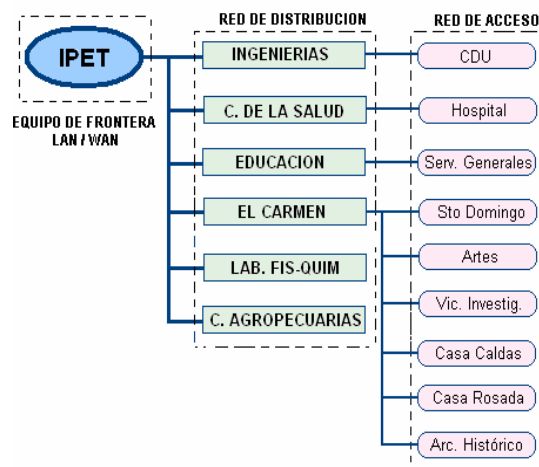 RED DE DISTRIBUCION
RED DE ACCESO
IPET
EQUIPO DE FRONTERA
LAN / WAN
INGENIERIAS
CDU
C. DE LA SALUD
Hospital
EDUCACION
Serv. Generales
EL CARMEN
Sto Domingo
Artes
LAB. FIS-QUIM
Vic. Investig.
C. AGROPECUARIAS
Casa Caldas
Casa Rosada
Arc. Histórico